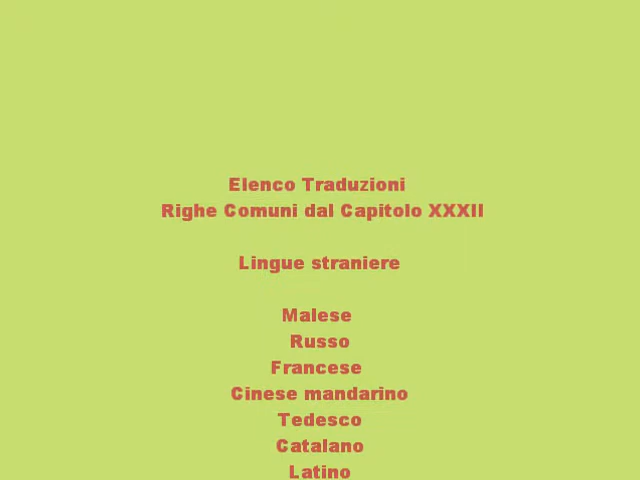 Elenco Traduzioni
Righe Comuni dal Capitolo XXXII
Lingue straniere
Malese
Russo
Francese
Cinese mandarino
Tedesco
Catalano
Latino